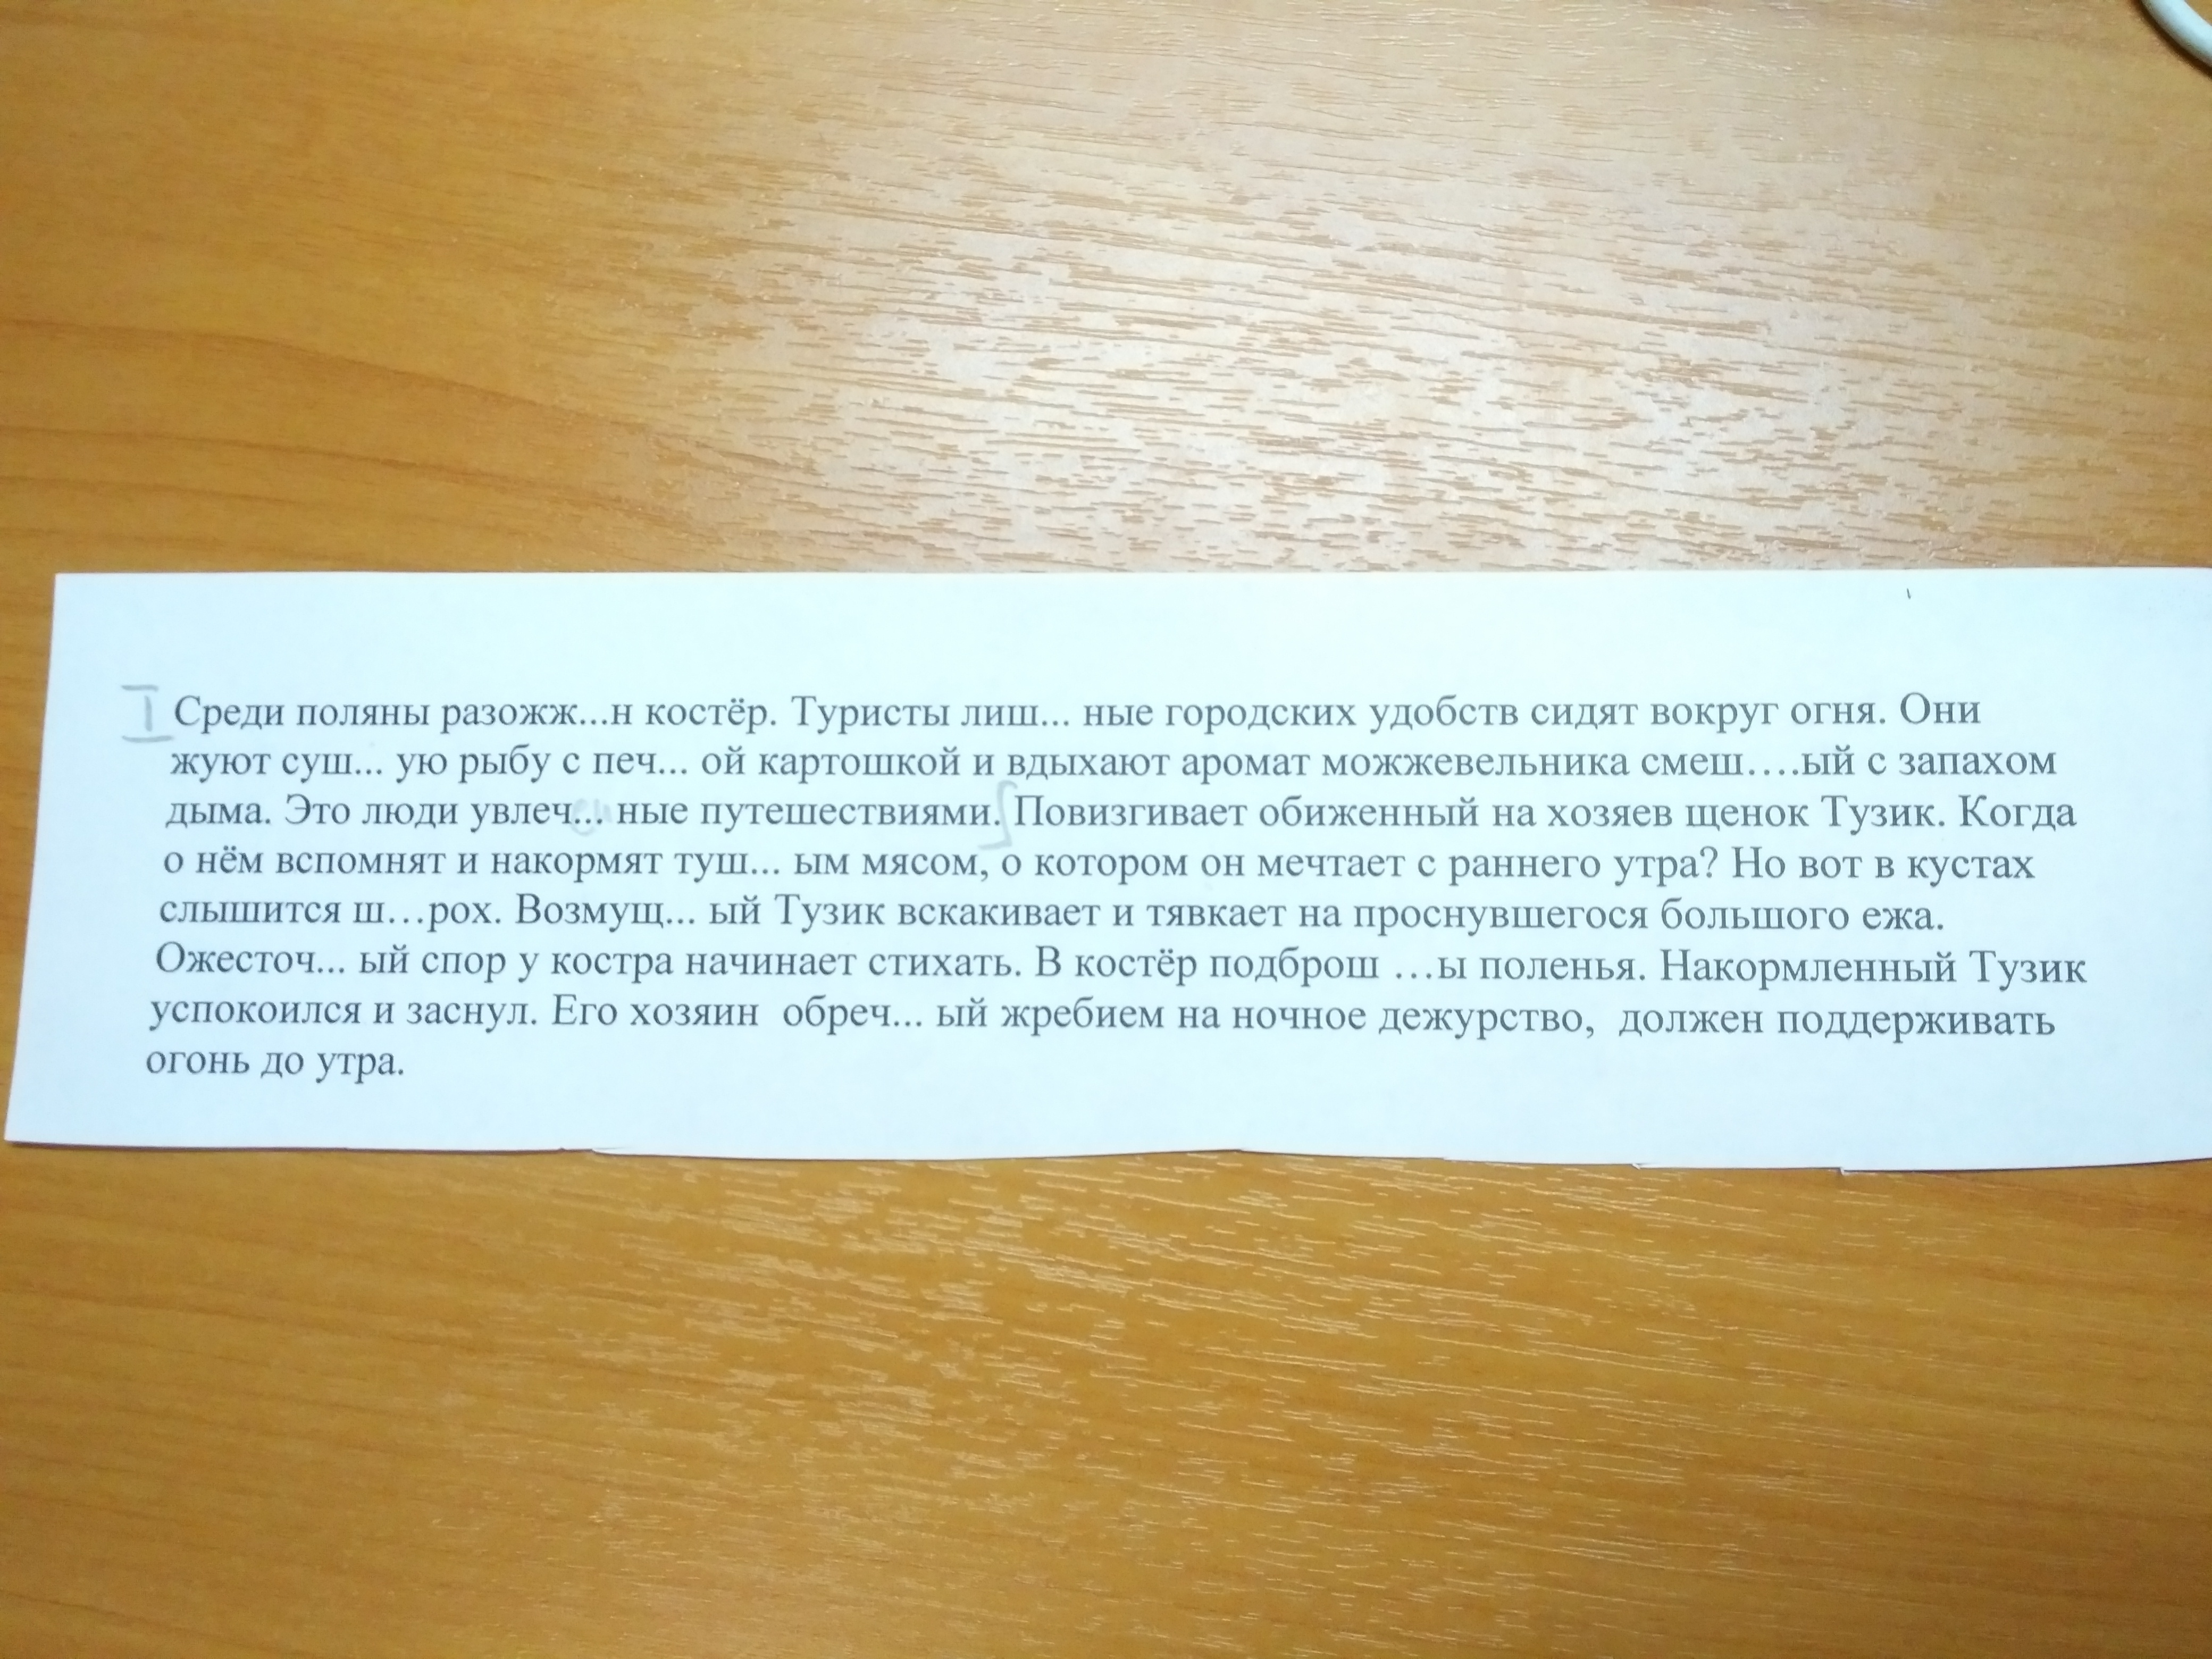 I Среди поляны разожж...н костёр. Туристы лиш... ные городских удобств сидят вокруг огня. Они
жуют суш... ую рыбу с печ... ой картошкой и вдыхают аромат можжевельника смеш....ый с запахом
дыма. Это люди увлеч... ные путешествиями. Повизгивает обиженный на хозяев щенок Тузик. Когда
о нём вспомнят и накормят туш... ым мясом, о котором он мечтает с раннего утра? Но вот в кустах
слышится ш...рох. Возмущ... ый Тузик вскакивает и тявкает на проснувшегося большого ежа.
Ожесточ... ый спор у костра начинает стихать. В костёр подброш ...ы поленья. Накормленный Тузик
успокоился и заснул. Его хозяин обреч... ый жребием на ночное дежурство, должен поддерживать
огонь до утра.